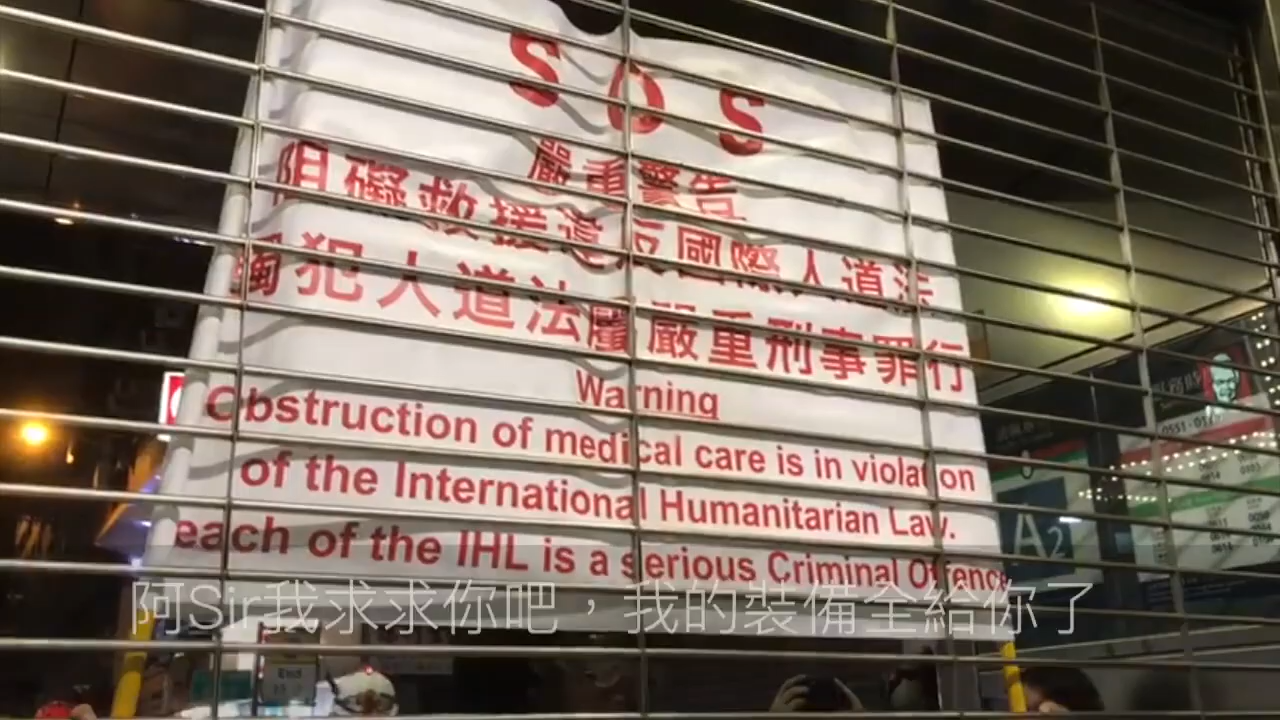 SOS
嚴重警告
阻礙救援違反國際人道法
觸犯人道法屬嚴重刑事罪行
Warning
Obstruction of medical care is in violation
of the International Humanitarian Law.
each of the IHL is a serious Criminal Offence
阿Sir我求求你吧，我的裝備全給你了
A2
End